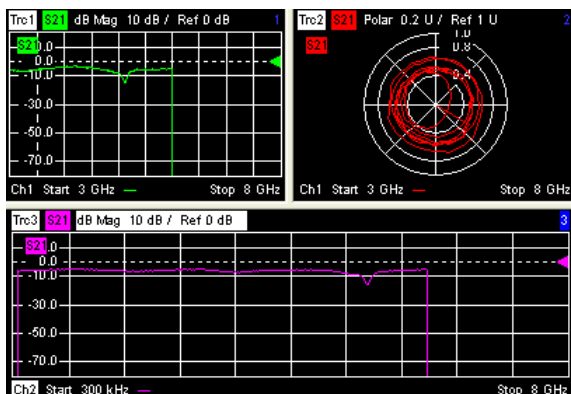 Trc1 S21 dB Mag 10 dB / Ref 0 dB 1
S21 0.0
0.0
-10.0
-30.0
-50.0
-70.0
Ch1 Start 3 GHz — Stop 8 GHz
Trc2 S21 Polar 0.2 U / Ref 1 U 2
S21
1.0
0.8
0.4
Ch1 Start 3 GHz — Stop 8 GHz
Trc3 S21 dB Mag 10 dB / Ref 0 dB 3
S21 .0
0.0
-10.0
-30.0
-50.0
-70.0
Ch2 Start 300 kHz — Stop 8 GHz